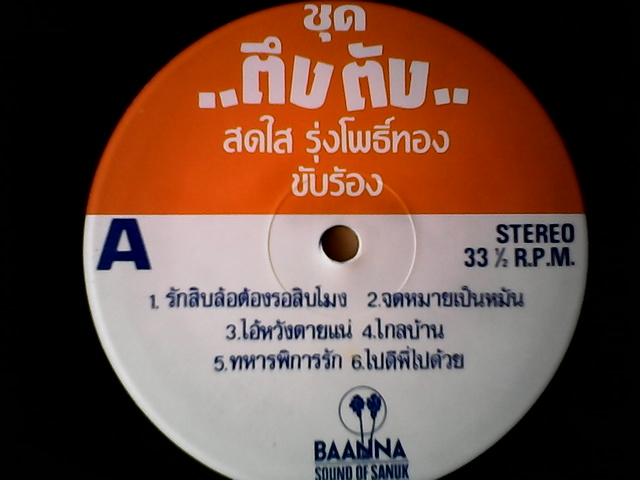 ชุด
..ตึง ตัง..
สดใส รุ่งโพธิ์ทอง
ขับร้อง
A
STEREO
33 ½ R.P.M.
1. รักสิบล้อต้องรอสิบโมง 2.จดหมายเป็นหมัน
3.ไอ้หวังตายแน่ 4.ไกลบ้าน
5.ทหารพิการรัก 6.ไปดีพี่ไปด้วย
BAANNA
SOUND OF SANUK